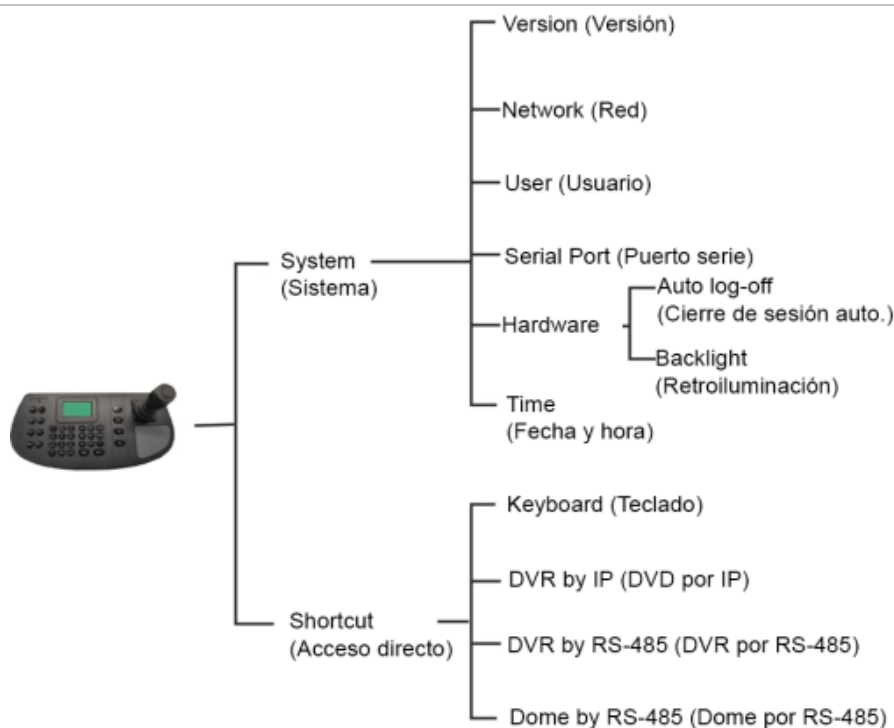 Version (Versión)
Network (Red)
User (Usuario)
System
(Sistema)
Serial Port (Puerto serie)
Hardware
Auto log-off
(Cierre de sesión auto.)
Backlight
(Retroiluminación)
Time
(Fecha y hora)
Shortcut
(Acceso directo)
Keyboard (Teclado)
DVR by IP (DVD por IP)
DVR by RS-485 (DVR por RS-485)
Dome by RS-485 (Dome por RS-485)